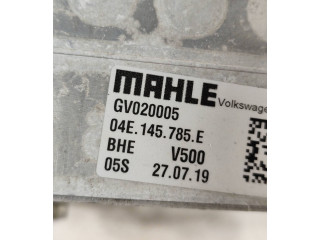 MAHLE Volkswage
GV020005
04E.145.785.E
BHE V500
05S 27.07.19